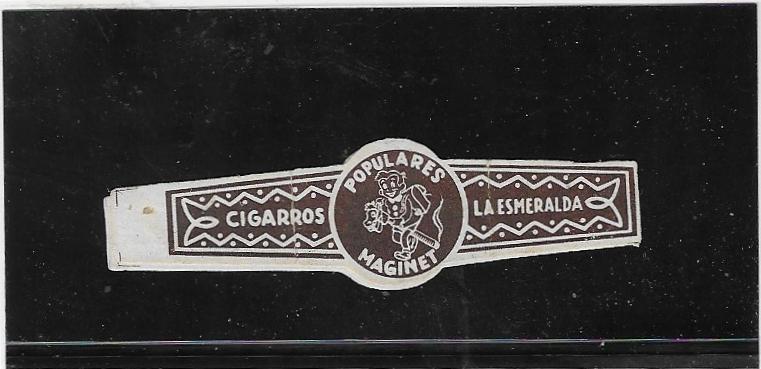 CIGARROS
POPULARES
MAGINET
LA ESMERALDA